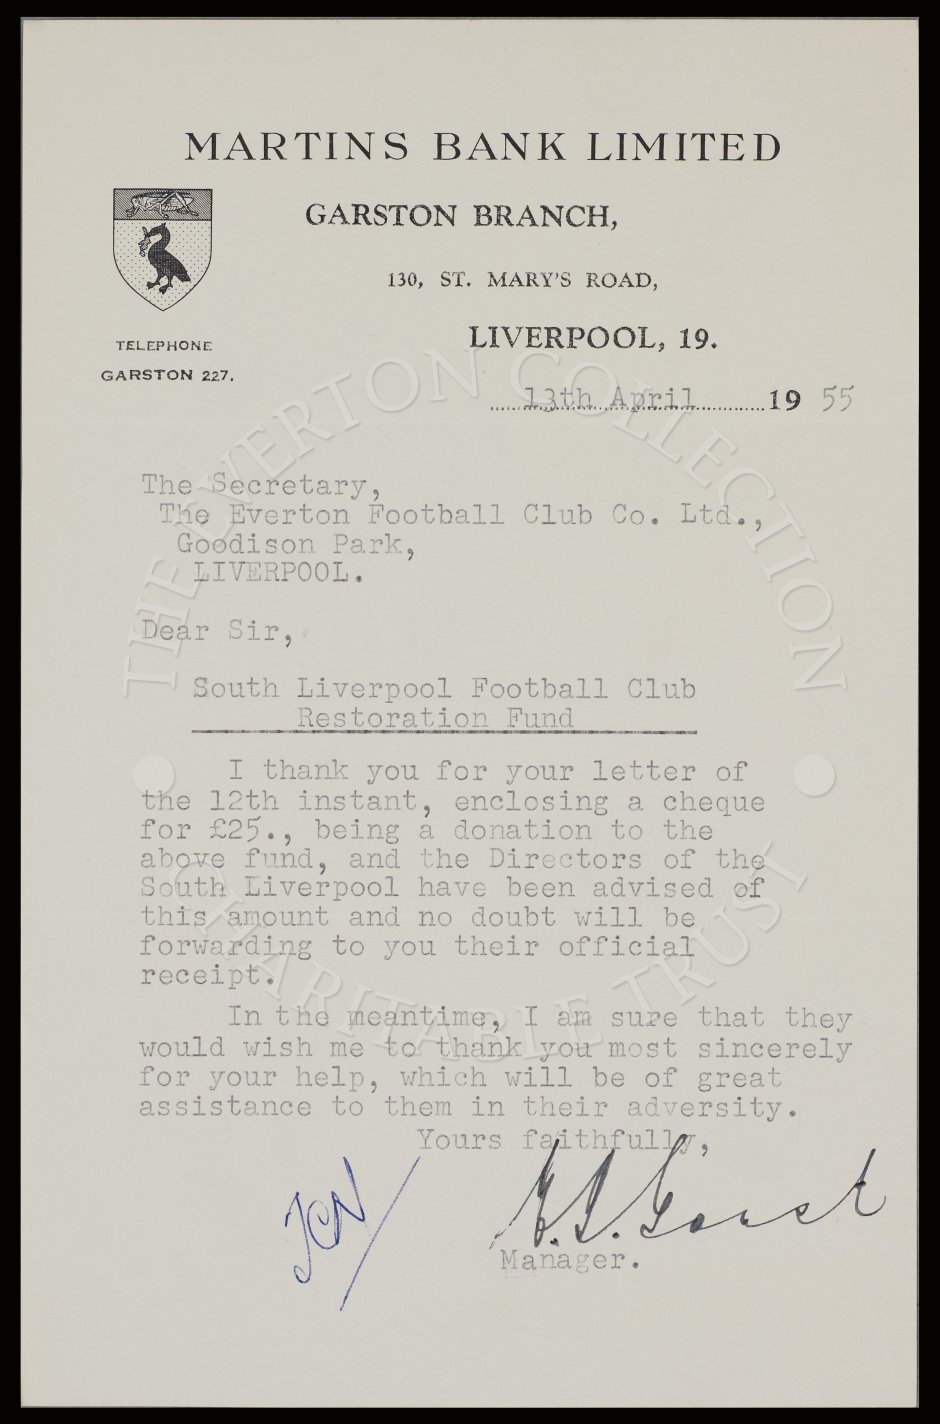 MARTINS BANK LIMITED
GARSTON BRANCH,
130, ST. MARY'S ROAD,
LIVERPOOL, 19.
TELEPHONE
GARSTON 227.
13th April 19 55
The Secretary,
The Everton Football Club Co. Ltd.,
Goodison Park,
LIVERPOOL.
Dear Sir,
South Liverpool Football Club
Restoration Fund
I thank you for your letter of
the 12th instant, enclosing a cheque
for £25., being a donation to the
above fund, and the Directors of the
South Liverpool have been advised of
this amount and no doubt will be
forwarding to you their official
receipt.
In the meantime, I am sure that they
would wish me to thank you most sincerely
for your help, which will be of great
assistance to them in their adversity.
Yours faithfully,
Manager.
THE EVERTON COLLECTION
CHARITABLE TRUST